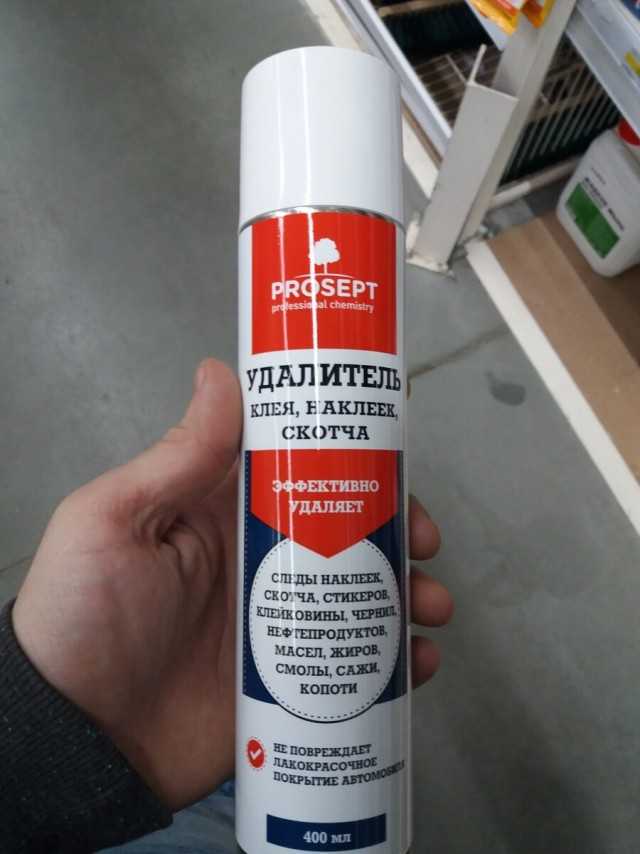 PROSEPT
professional chemistry
УДАЛИТЕЛЬ
КЛЕЯ, НАКЛЕЕК,
СКОТЧА
ЭФФЕКТИВНО
УДАЛЯЕТ
СЛЕДЫ НАКЛЕЕК,
СКОТЧА, СТИКЕРОВ,
КЛЕЙКОВИНЫ, ЧЕРНИЛ,
НЕФТЕПРОДУКТОВ,
МАСЕЛ, ЖИРОВ,
СМОЛЫ, САЖИ,
КОПОТИ
НЕ ПОВРЕЖДАЕТ
ЛАКОКРАСОЧНОЕ
ПОКРЫТИЕ АВТОМОБИЛЯ
400 мл